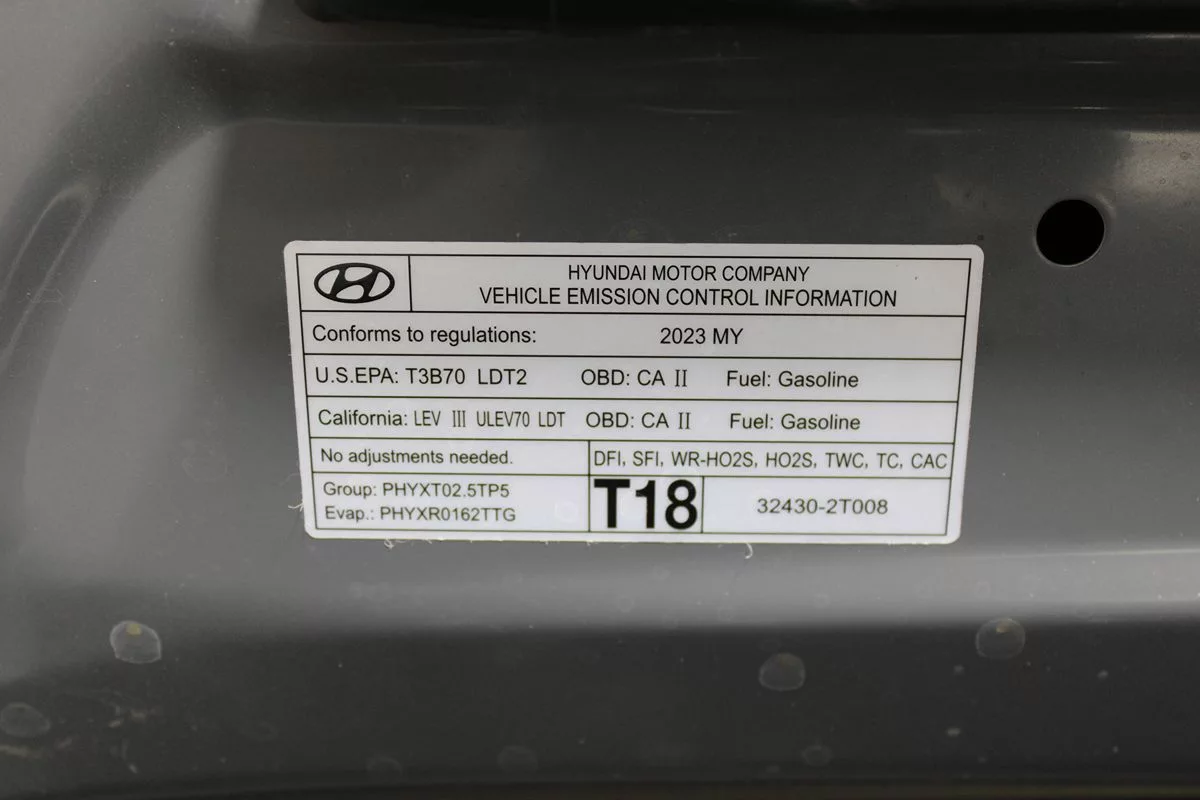 HYUNDAI MOTOR COMPANY
VEHICLE EMISSION CONTROL INFORMATION
Conforms to regulations: 2023 MY
U.S.EPA: T3B70 LDT2 OBD: CA II Fuel: Gasoline
California: LEV III ULEV70 LDT OBD: CA II Fuel: Gasoline
No adjustments needed. DFI, SFI, WR-HO2S, HO2S, TWC, TC, CAC
Group: PHYXT02.5TP5
Evap.: PHYXR0162TTG
T18 32430-2T008